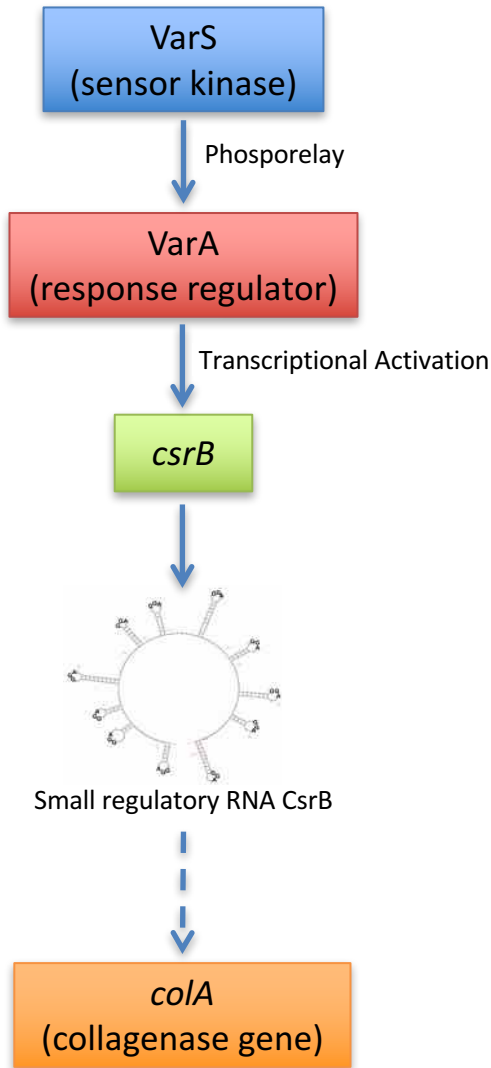 VarS
(sensor kinase)
Phosporelay
VarA
(response regulator)
Transcriptional Activation
csrB
Small regulatory RNA CsrB
colA
(collagenase gene)